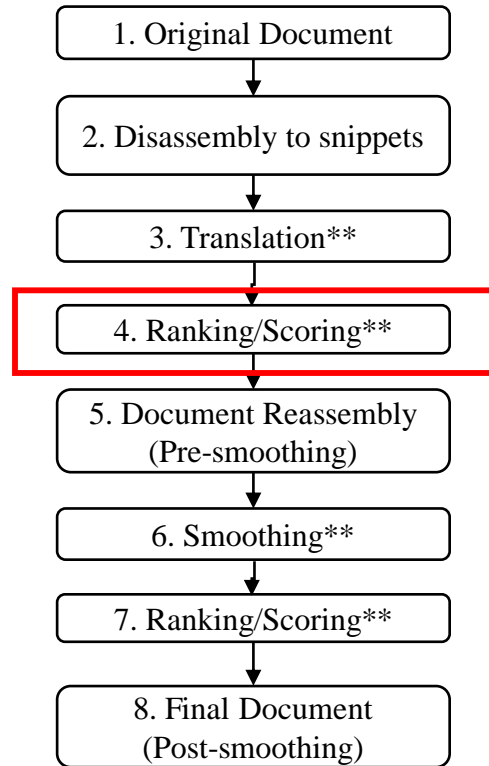 1. Original Document
2. Disassembly to snippets
3. Translation**
4. Ranking/Scoring**
5. Document Reassembly
(Pre-smoothing)
6. Smoothing**
7. Ranking/Scoring**
8. Final Document
(Post-smoothing)